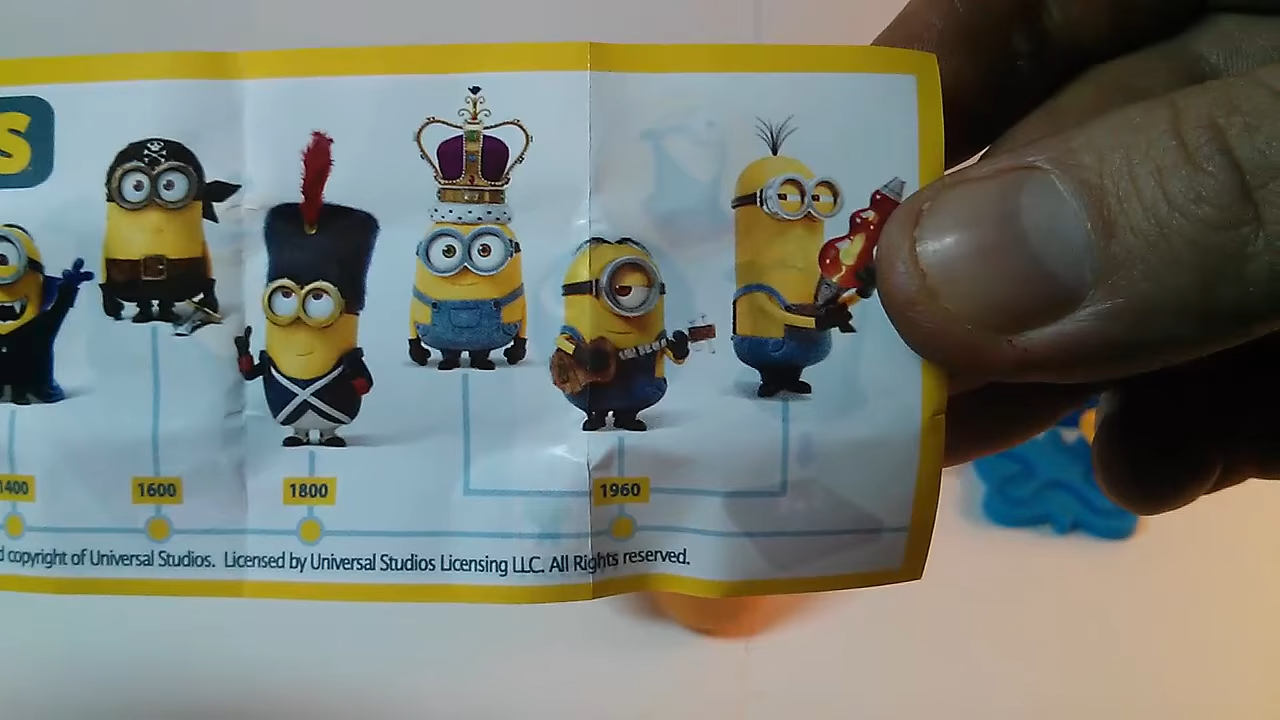 S
1400
1600
1800
1960
copyright of Universal Studios. Licensed by Universal Studios Licensing LLC. All Rights reserved.